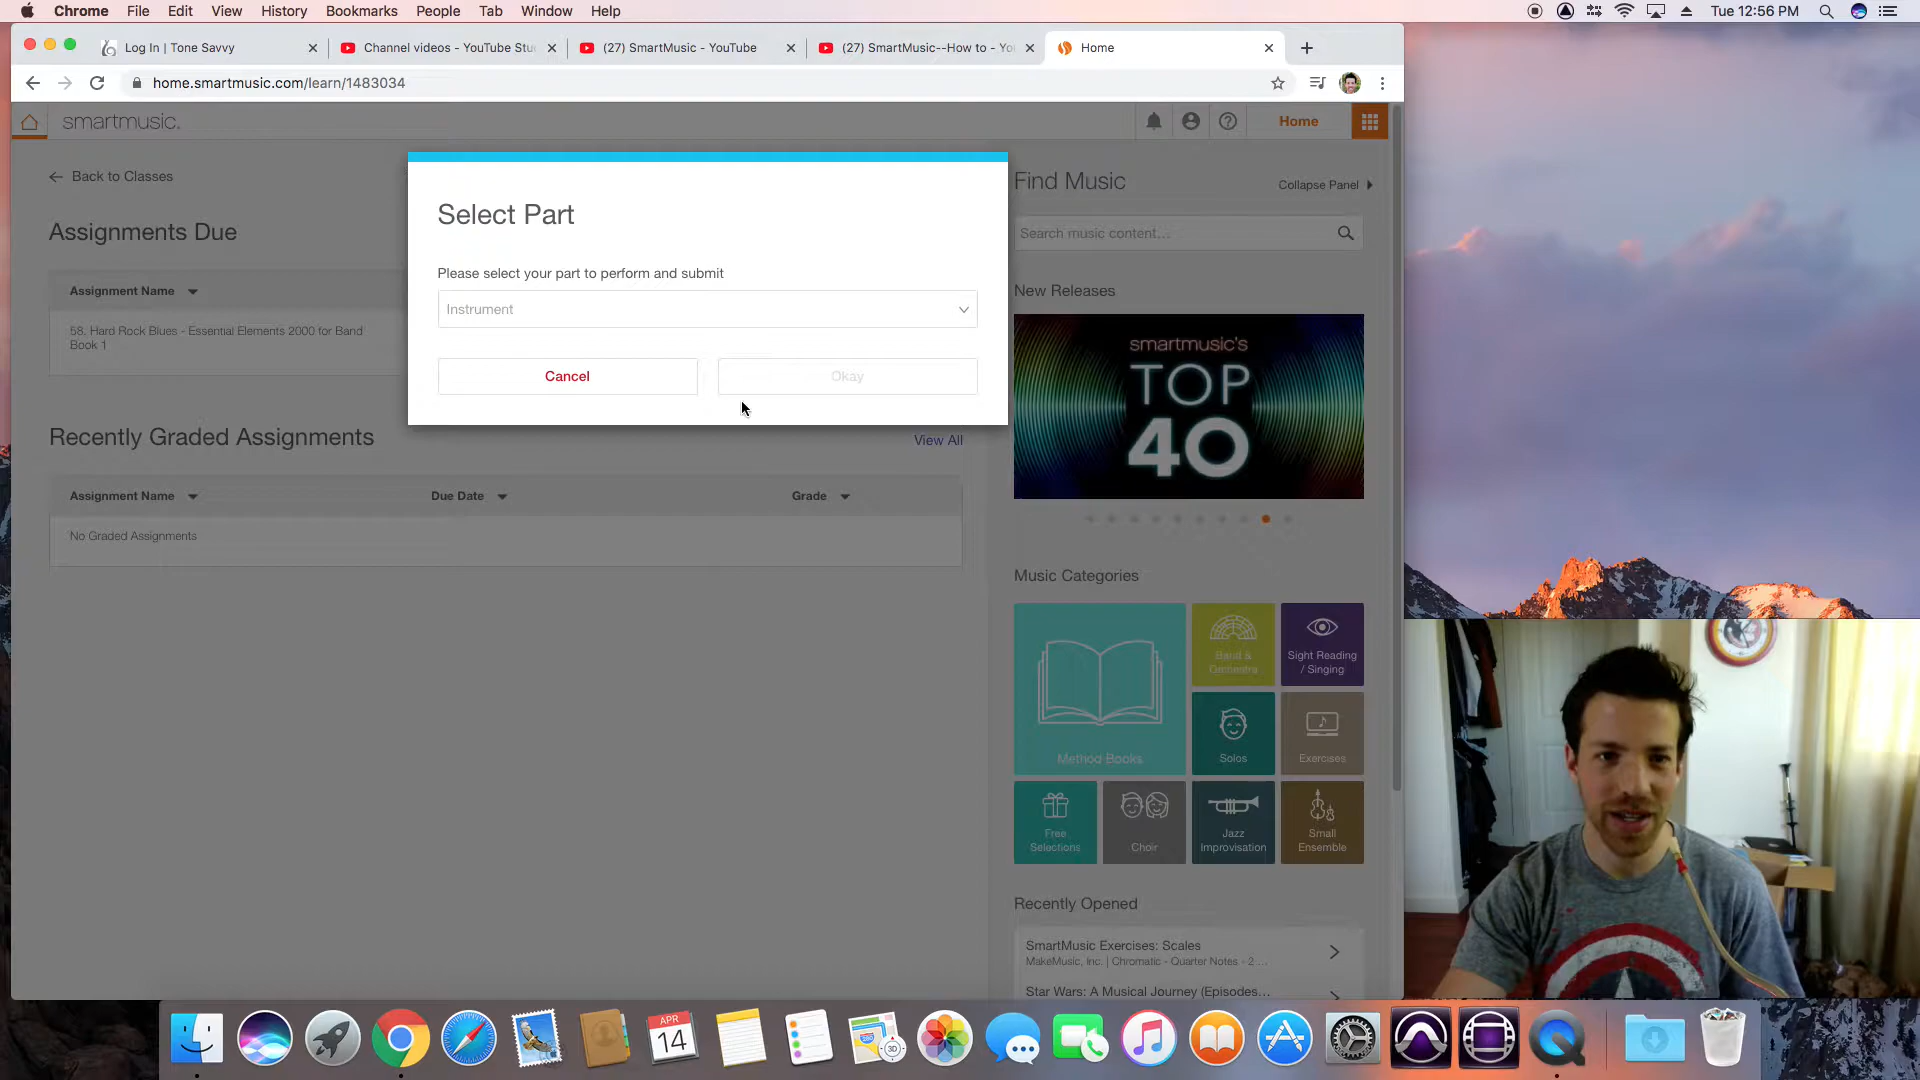 Chrome File Edit View History Bookmarks People Tab Window Help Tue 12:56 PM
Log In | Tone Savvy Channel videos - YouTube Stu (27) SmartMusic - YouTube (27) SmartMusic--How to - Yo Home
home.smartmusic.com/learn/1483034
smartmusic. Home
Back to Classes
Assignments Due
Assignment Name
58. Hard Rock Blues - Essential Elements 2000 for Band
Book 1
Select Part
Please select your part to perform and submit
Instrument
Cancel Okay
Recently Graded Assignments View All
Assignment Name Due Date Grade
No Graded Assignments
Find Music Collapse Panel
Search music content...
New Releases
smartmusic's
TOP
40
Music Categories
Method Books
Band &
Orchestra
Sight Reading
/ Singing
Solos
Exercises
Free
Selections
Choir
Jazz
Improvisation
Small
Ensemble
Recently Opened
SmartMusic Exercises: Scales
MakeMusic, Inc. | Chromatic - Quarter Notes - 2 ...
Star Wars: A Musical Journey (Episodes...
APR
14